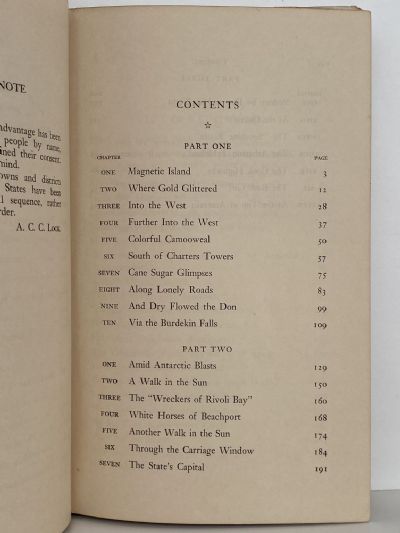 NOTE
advantage has been
people by name,
ned their consent.
mind.
owns and districts
States have been
l sequence, rather
rder.
A. C. C. Lock.
CONTENTS
PART ONE
CHAPTER PAGE
ONE Magnetic Island 3
TWO Where Gold Glittered 12
THREE Into the West 28
FOUR Further Into the West 37
FIVE Colorful Camooweal 50
SIX South of Charters Towers 57
SEVEN Cane Sugar Glimpses 75
EIGHT Along Lonely Roads 83
NINE And Dry Flowed the Don 99
TEN Via the Burdekin Falls 109
PART TWO
ONE Amid Antarctic Blasts 129
TWO A Walk in the Sun 150
THREE The "Wreckers of Rivoli Bay" 160
FOUR White Horses of Beachport 168
FIVE Another Walk in the Sun 174
SIX Through the Carriage Window 184
SEVEN The State's Capital 191